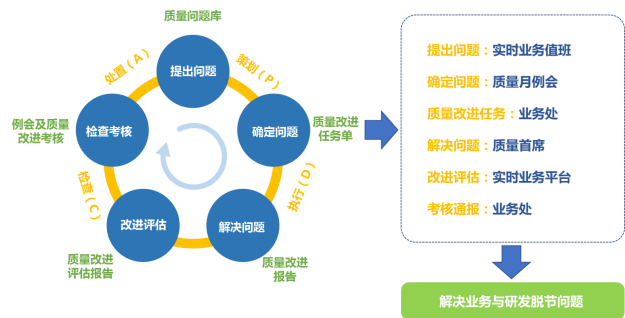 质量问题库
处置(A)
提出问题
策划(P)
例会及质量
改进考核
检查考核
确定问题
质量改进
任务单
检查(C)
执行(D)
改进评估
解决问题
质量改进
评估报告
质量改进
报告
提出问题：实时业务值班
确定问题：质量月例会
质量改进任务：业务处
解决问题：质量首席
改进评估：实时业务平台
考核通报：业务处
解决业务与研发脱节问题